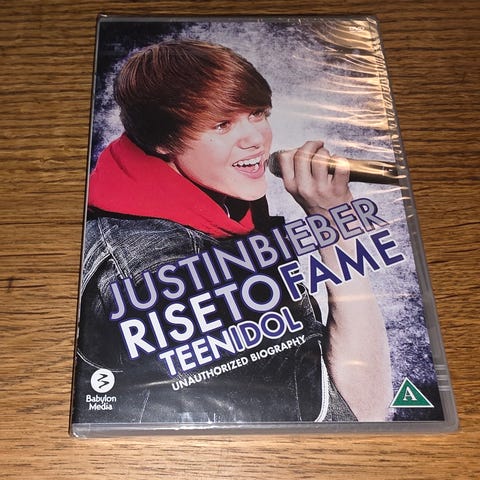 JUSTINBIEBER
RISETOFAME
TEENIDOL
UNAUTHORIZED BIOGRAPHY
Babylon
Media
A